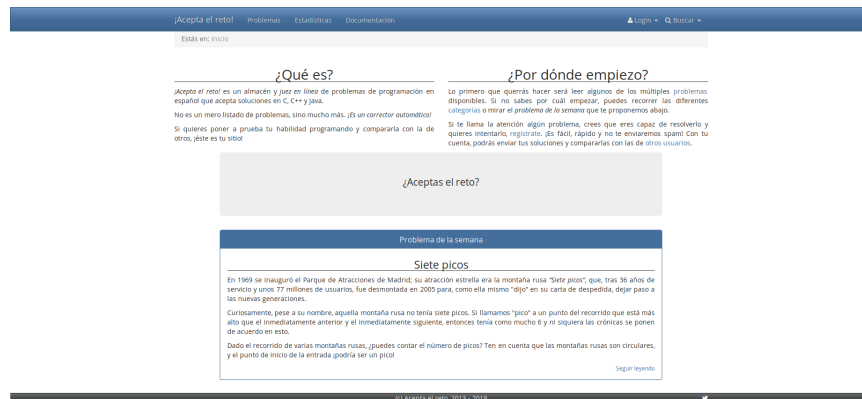 ¡Acepta el reto! Problemas Estadísticas Documentación Login Buscar
Estás en: Inicio
¿Qué es?
¡Acepta el reto! es un almacén y juez en línea de problemas de programación en
español que acepta soluciones en C, C++ y Java.
No es un mero listado de problemas, sino mucho más. ¡Es un corrector automático!
Si quieres poner a prueba tu habilidad programando y compararla con la de
otros, ¡éste es tu sitio!
¿Por dónde empiezo?
Lo primero que querrás hacer será leer algunos de los múltiples problemas
disponibles. Si no sabes por cuál empezar, puedes recorrer las diferentes
categorías o mirar el problema de la semana que te proponemos abajo.
Si te llama la atención algún problema, crees que eres capaz de resolverlo y
quieres intentarlo, regístrate. ¡Es fácil, rápido y no te enviaremos spam! Con tu
cuenta, podrás enviar tus soluciones y compararlas con las de otros usuarios.
¿Aceptas el reto?
Problema de la semana
Siete picos
En 1969 se inauguró el Parque de Atracciones de Madrid; su atracción estrella era la montaña rusa "Siete picos", que, tras 36 años de
servicio y unos 77 millones de usuarios, fue desmontada en 2005 para, como ella mismo "dijo" en su carta de despedida, dejar paso a
las nuevas generaciones.
Curiosamente, pese a su nombre, aquella montaña rusa no tenía siete picos. Si llamamos "pico" a un punto del recorrido que está más
alto que el inmediatamente anterior y el inmediatamente siguiente, entonces tenía como mucho 6 y ni siquiera las crónicas se ponen
de acuerdo en esto.
Dado el recorrido de varias montañas rusas, ¿puedes contar el número de picos? Ten en cuenta que las montañas rusas son circulares,
y el punto de inicio de la entrada ¡podría ser un pico!
Seguir leyendo
(c) Acepta el reto, 2013 - 2019